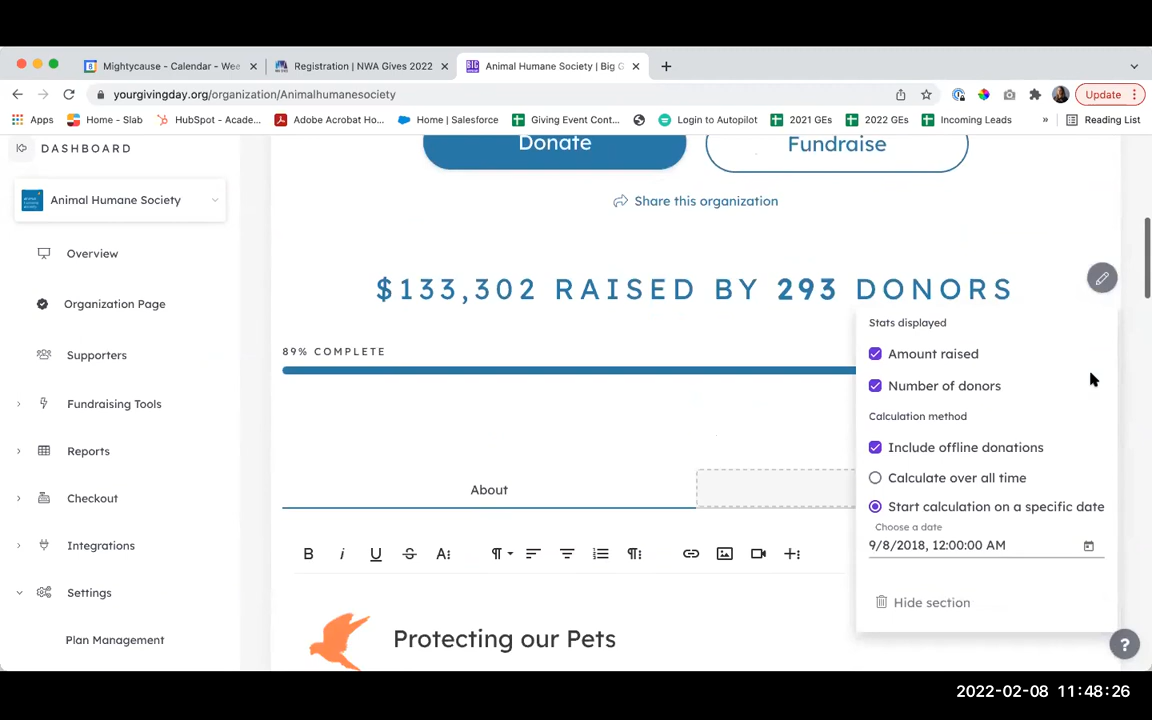 Mightycause - Calendar - Wee
Registration | NWA Gives 2022
Animal Humane Society | Big G
yourgivingday.org/organization/Animalhumanesociety
Update
Apps
Home - Slab
HubSpot - Acade...
Adobe Acrobat Ho...
Home | Salesforce
Giving Event Cont...
Login to Autopilot
2021 GEs
2022 GEs
Incoming Leads
»
Reading List
DASHBOARD
Animal Humane Society
Overview
Organization Page
Supporters
Fundraising Tools
Reports
Checkout
Integrations
Settings
Plan Management
Donate
Fundraise
Share this organization
$133,302 RAISED BY 293 DONORS
89% COMPLETE
Stats displayed
Amount raised
Number of donors
Calculation method
Include offline donations
Calculate over all time
Start calculation on a specific date
Choose a date
9/8/2018, 12:00:00 AM
Hide section
About
B i U S A
Protecting our Pets
?
2022-02-08 11:48:26